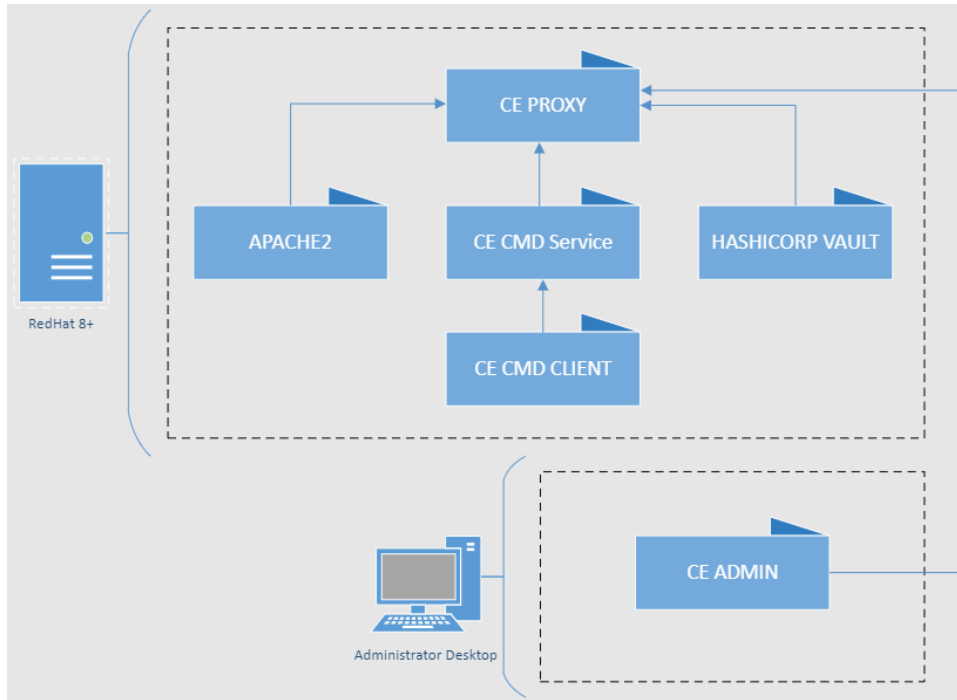 CE PROXY
APACHE2
CE CMD Service
HASHICORP VAULT
RedHat 8+
CE CMD CLIENT
CE ADMIN
Administrator Desktop